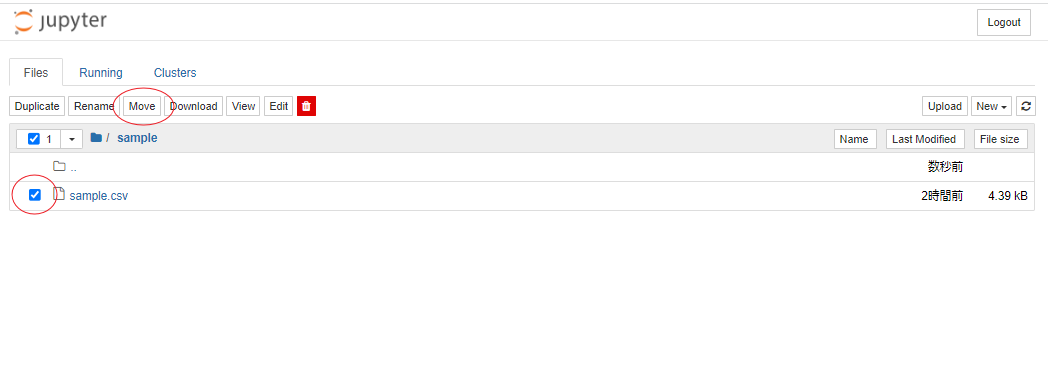 jupyter
Logout
Files Running Clusters
Duplicate Rename Move Download View Edit Upload New
1 / sample Name Last Modified File size
.. 数秒前
sample.csv 2時間前 4.39 kB